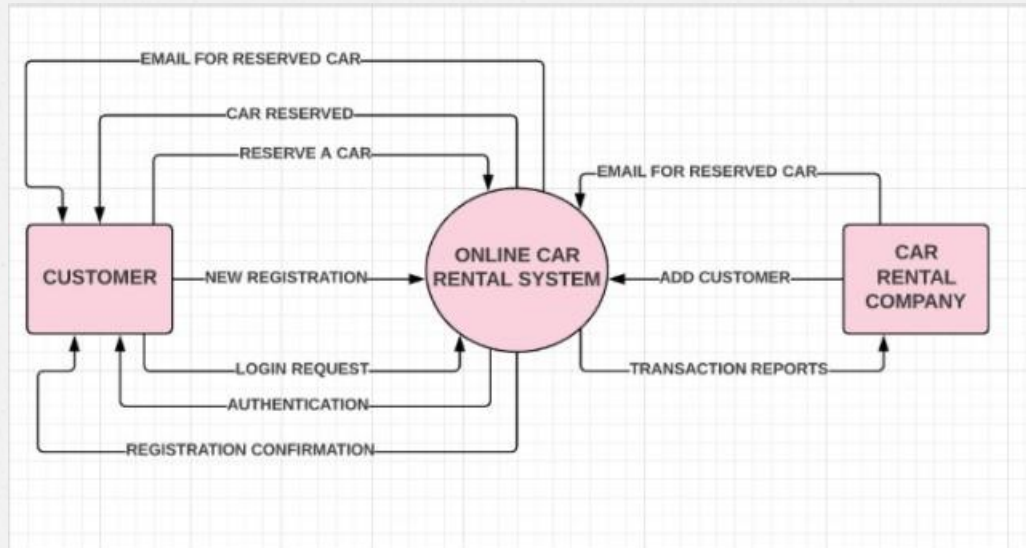 EMAIL FOR RESERVED CAR
CAR RESERVED
RESERVE A CAR
EMAIL FOR RESERVED CAR
CUSTOMER
NEW REGISTRATION
ONLINE CAR
RENTAL SYSTEM
ADD CUSTOMER
CAR
RENTAL
COMPANY
LOGIN REQUEST
TRANSACTION REPORTS
AUTHENTICATION
REGISTRATION CONFIRMATION